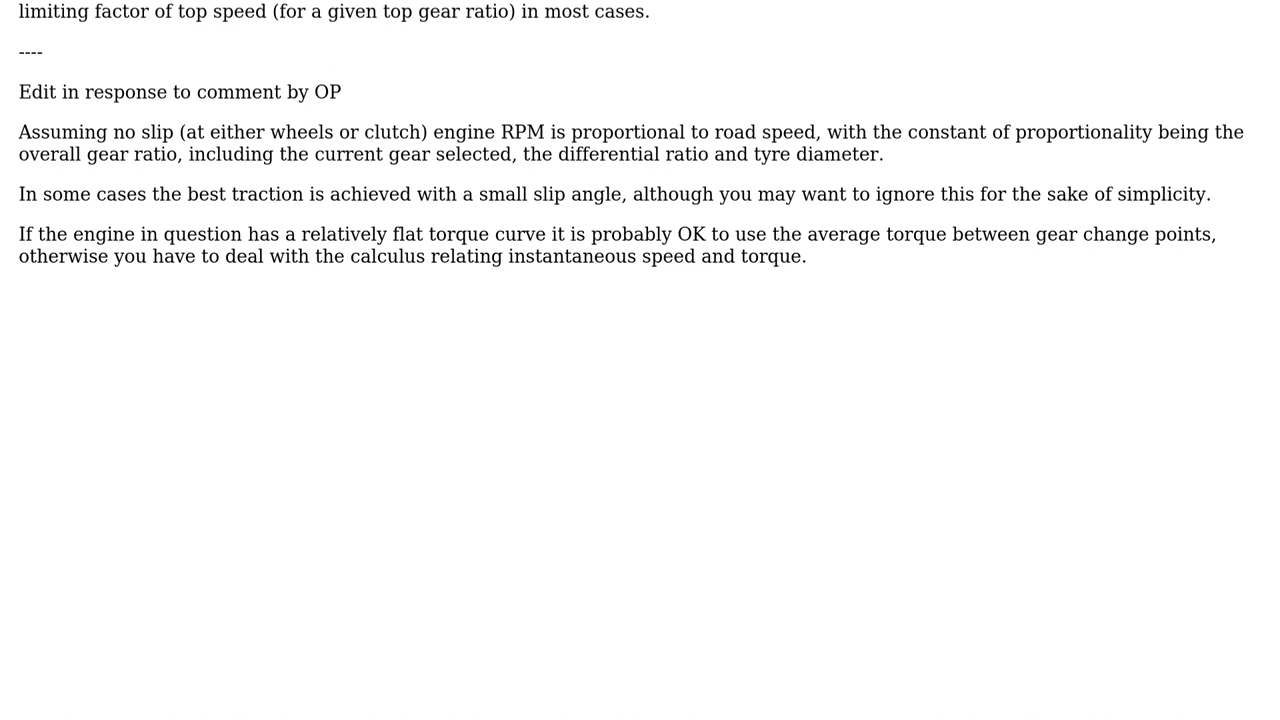 limiting factor of top speed (for a given top gear ratio) in most cases.
----
Edit in response to comment by OP
Assuming no slip (at either wheels or clutch) engine RPM is proportional to road speed, with the constant of proportionality being the
overall gear ratio, including the current gear selected, the differential ratio and tyre diameter.
In some cases the best traction is achieved with a small slip angle, although you may want to ignore this for the sake of simplicity.
If the engine in question has a relatively flat torque curve it is probably OK to use the average torque between gear change points,
otherwise you have to deal with the calculus relating instantaneous speed and torque.